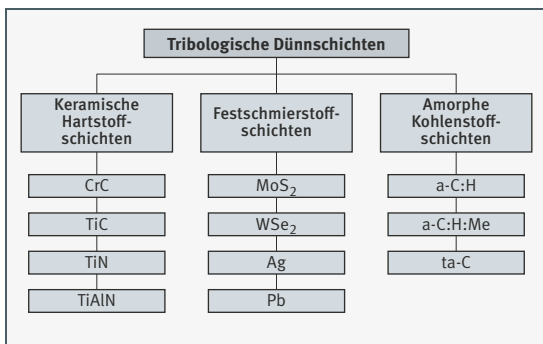 Tribologische Dünnschichten
Keramische
Hartstoff-
schichten
CrC
TiC
TiN
TiAlN
Festschmierstoff-
schichten
MoS₂
WSe₂
Ag
Pb
Amorphe
Kohlenstoff-
schichten
a-C:H
a-C:H:Me
ta-C